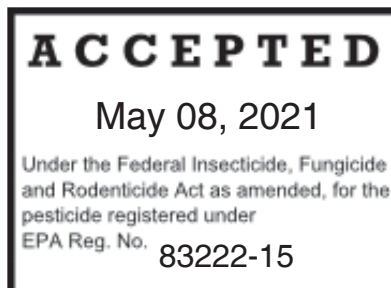 ACCEPTED
May 08, 2021
Under the Federal Insecticide, Fungicide
and Rodenticide Act as amended, for the
pesticide registered under
EPA Reg. No. 83222-15